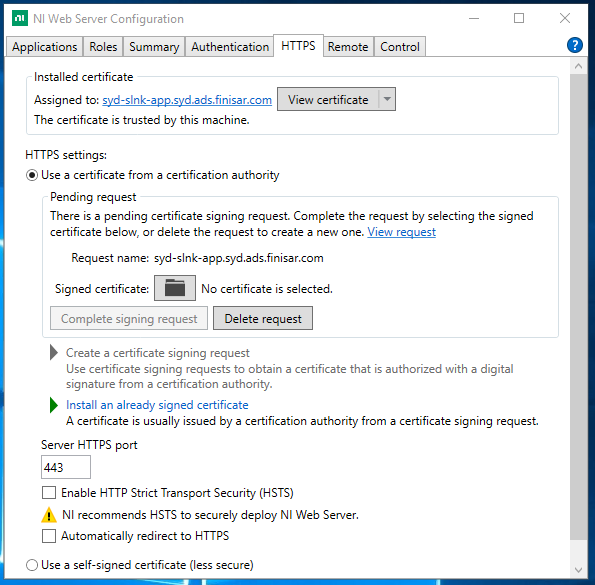 NI Web Server Configuration
Applications Roles Summary Authentication HTTPS Remote Control
Installed certificate
Assigned to: syd-slnk-app.syd.ads.finisar.com View certificate
The certificate is trusted by this machine.
HTTPS settings:
Use a certificate from a certification authority
Pending request
There is a pending certificate signing request. Complete the request by selecting the signed
certificate below, or delete the request to create a new one. View request
Request name: syd-slnk-app.syd.ads.finisar.com
Signed certificate: No certificate is selected.
Complete signing request Delete request
Create a certificate signing request
Use certificate signing requests to obtain a certificate that is authorized with a digital
signature from a certification authority.
Install an already signed certificate
A certificate is usually issued by a certification authority from a certificate signing request.
Server HTTPS port
443
Enable HTTP Strict Transport Security (HSTS)
NI recommends HSTS to securely deploy NI Web Server.
Automatically redirect to HTTPS
Use a self-signed certificate (less secure)